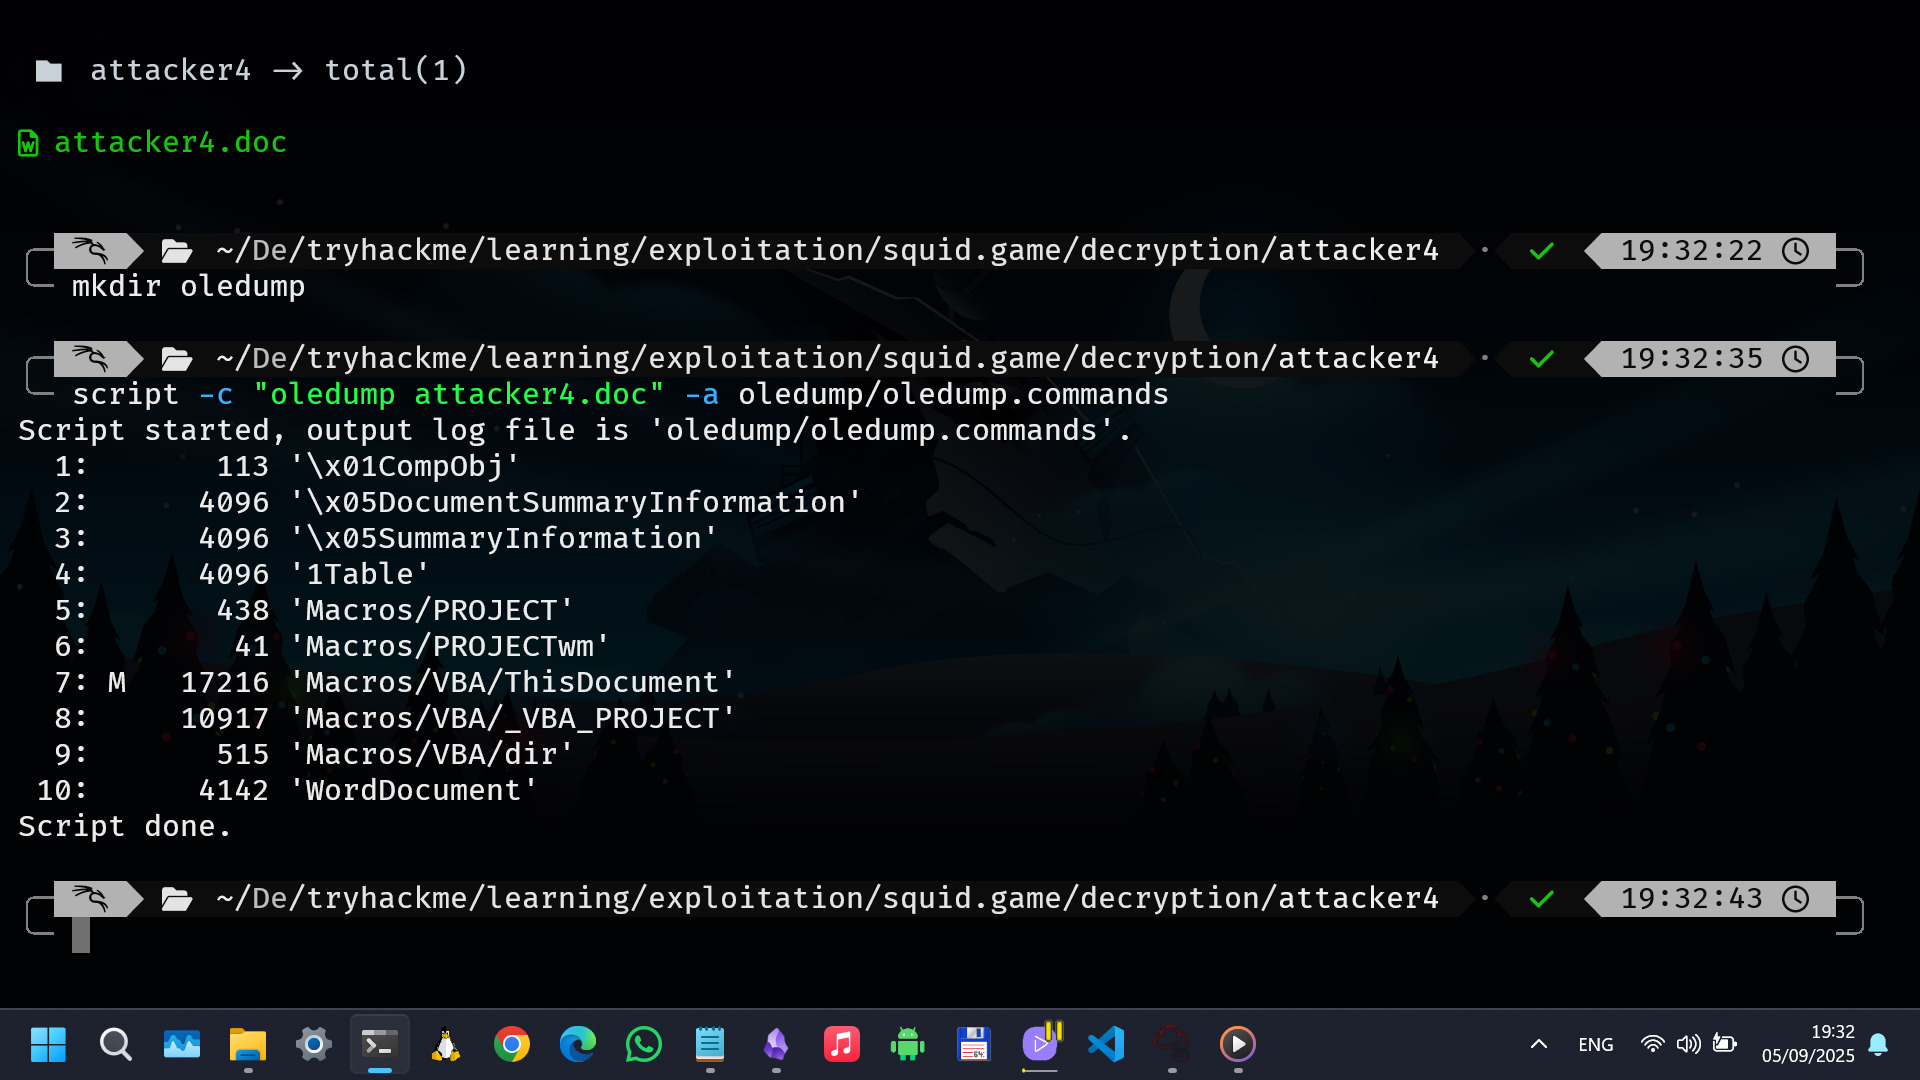 attacker4 → total(1)
attacker4.doc
~/De/tryhackme/learning/exploitation/squid.game/decryption/attacker4 19:32:22
mkdir oledump
~/De/tryhackme/learning/exploitation/squid.game/decryption/attacker4 19:32:35
script -c "oledump attacker4.doc" -a oledump/oledump.commands
Script started, output log file is 'oledump/oledump.commands'.
1: 113 '\x01CompObj'
2: 4096 '\x05DocumentSummaryInformation'
3: 4096 '\x05SummaryInformation'
4: 4096 '1Table'
5: 438 'Macros/PROJECT'
6: 41 'Macros/PROJECTwm'
7: M 17216 'Macros/VBA/ThisDocument'
8: 10917 'Macros/VBA/_VBA_PROJECT'
9: 515 'Macros/VBA/dir'
10: 4142 'WordDocument'
Script done.
~/De/tryhackme/learning/exploitation/squid.game/decryption/attacker4 19:32:43
ENG
19:32
05/09/2025